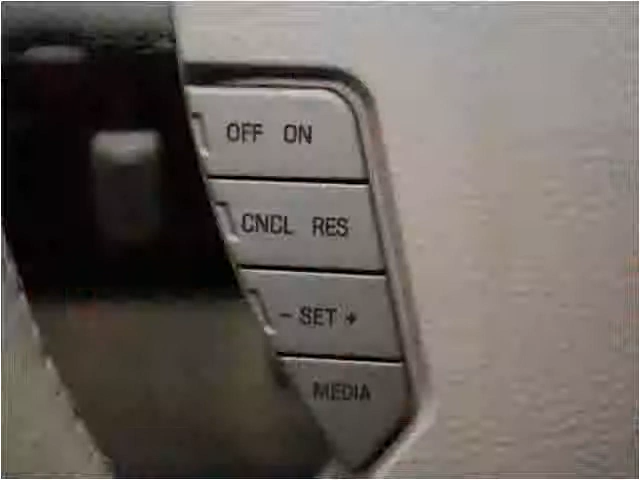 OFF ON
CNCL RES
- SET +
MEDIA